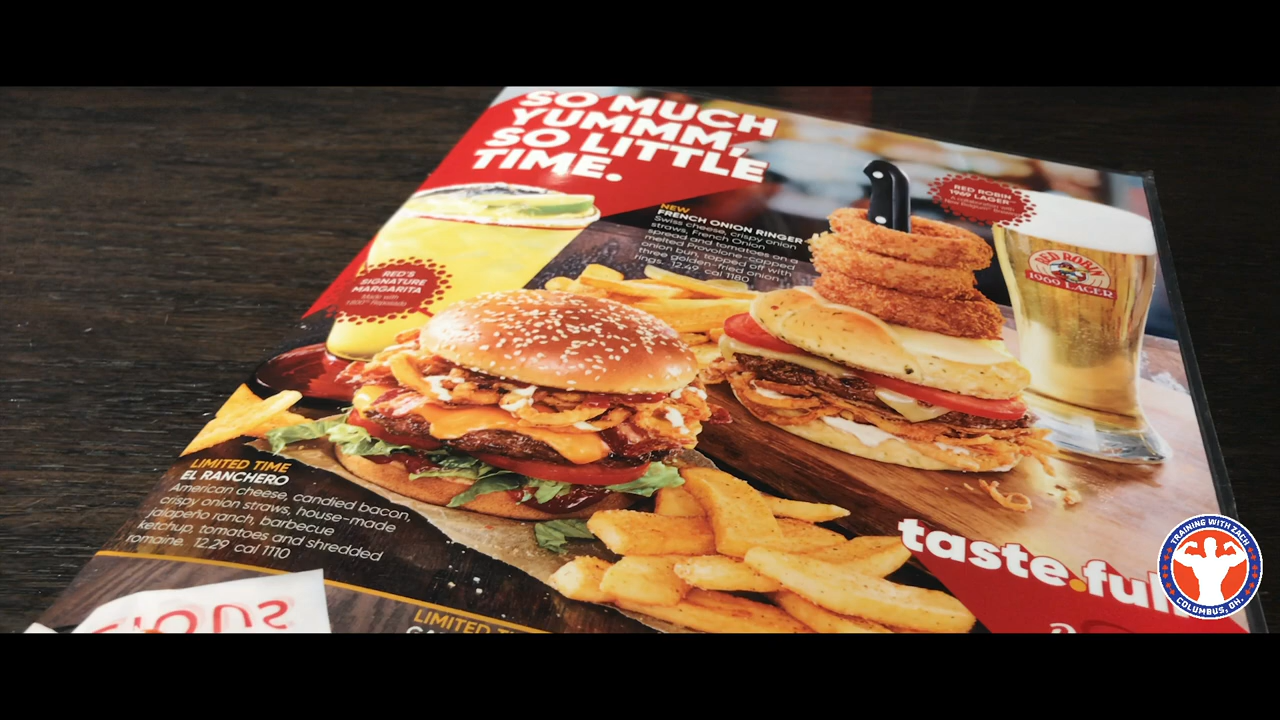 SO MUCH
YUMMM,
SO LITTLE
TIME.
RED ROBIN
1969 LAGER
NEW
FRENCH ONION RINGER
Swiss cheese, crispy onion
straws, French Onion
spread and tomatoes on a
melted Provolone-capped
onion bun, topped off with
three golden-fried onion
rings. 12.49 cal 1180
RED ROBIN
1969 LAGER
RED'S
SIGNATURE
MARGARITA
Made with
LIMITED TIME
EL RANCHERO
American cheese, candied bacon,
crispy onion straws, house-made
jalapeño ranch, barbecue
ketchup, tomatoes and shredded
romaine. 12.29 cal 1110
taste.ful
TRAINING WITH ZACH
COLUMBUS, OH.
LIMITED